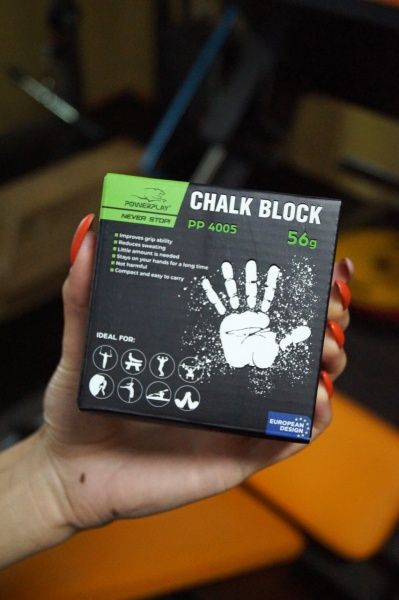 POWERPLAY
NEVER STOP!
CHALK BLOCK
PP 4005
56g
Improves grip ability
Reduces sweating
Little amount is needed
Stays on your hands for a long time
Not harmful
Compact and easy to carry
IDEAL FOR:
EUROPEAN
DESIGN